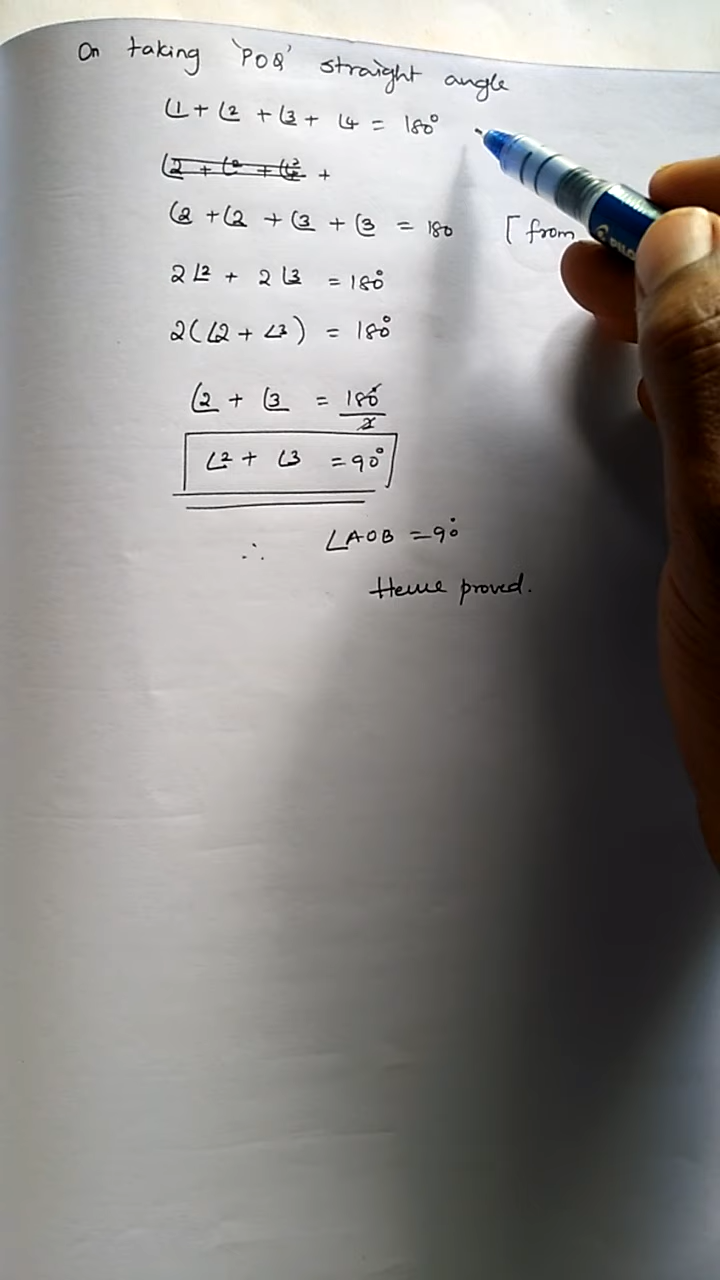 On taking 'POQ' straight angle
∠1 + ∠2 + ∠3 + ∠4 = 180°
∠2 + ∠2 + ∠3 + ∠3 = 180 [from
2∠2 + 2∠3 = 180°
2(∠2 + ∠3) = 180°
∠2 + ∠3 = 180°/2
∠2 + ∠3 = 90°
∴ ∠AOB = 90°
Hence proved.